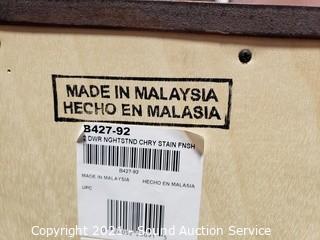 MADE IN MALAYSIA
HECHO EN MALASIA
B427-92
2 DWR NGHTSTND CHRY STAIN FNSH
B427-92
MADE IN MALAYSIA HECHO EN MALASIA
UPC
Copyright 2021 Sound Auction Service